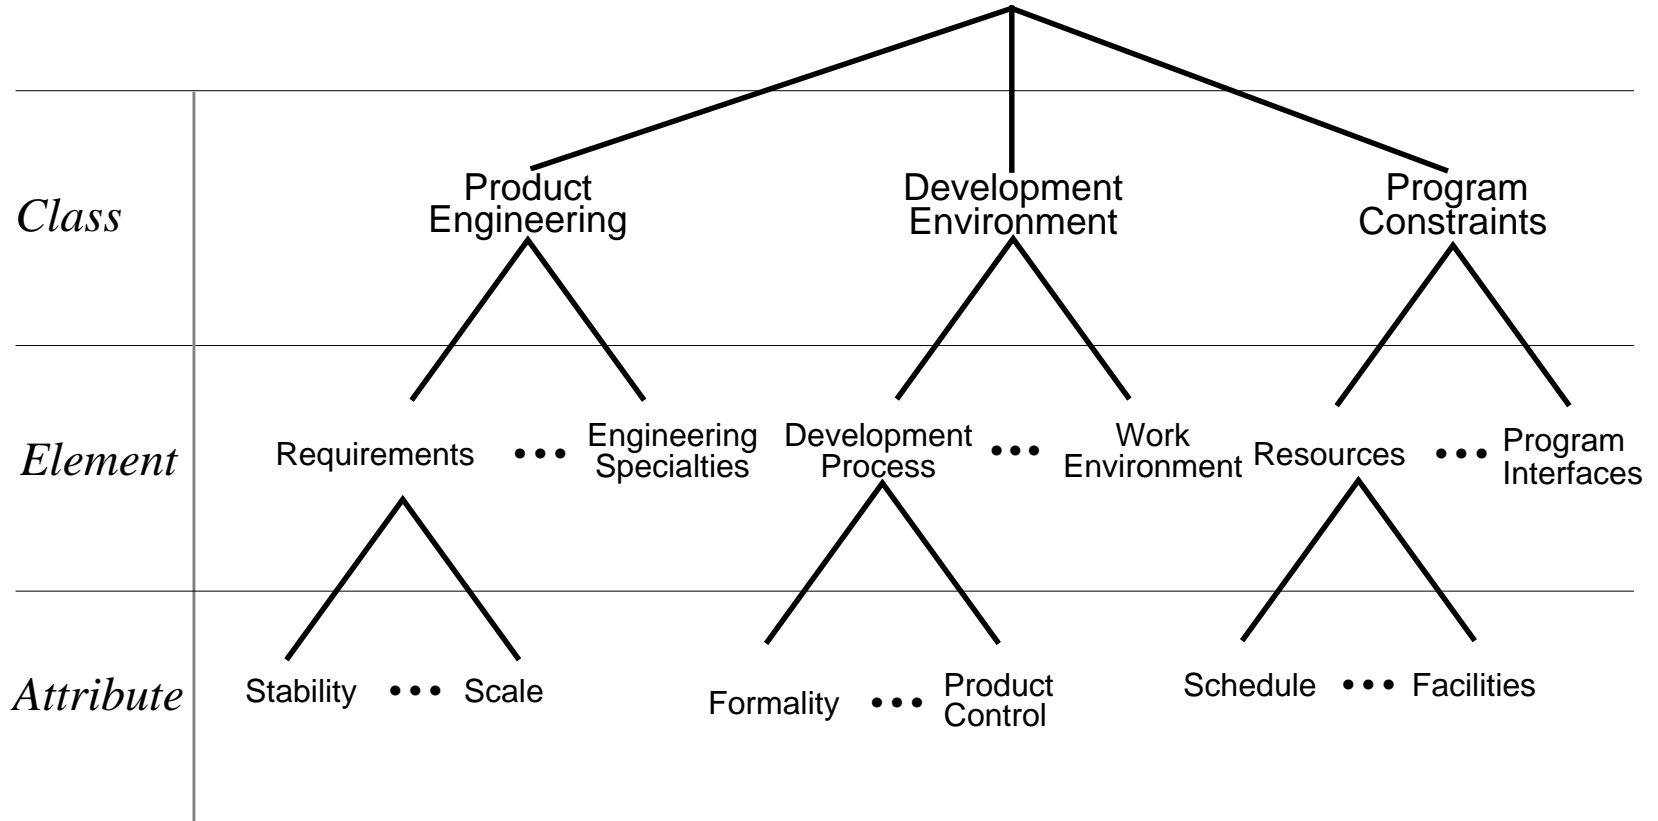 Class
Product
Engineering
Development
Environment
Program
Constraints
Element
Requirements
•••
Engineering
Specialties
Development
Process
•••
Work
Environment
Resources
•••
Program
Interfaces
Attribute
Stability ••• Scale
Formality •••
Product
Control
Schedule ••• Facilities